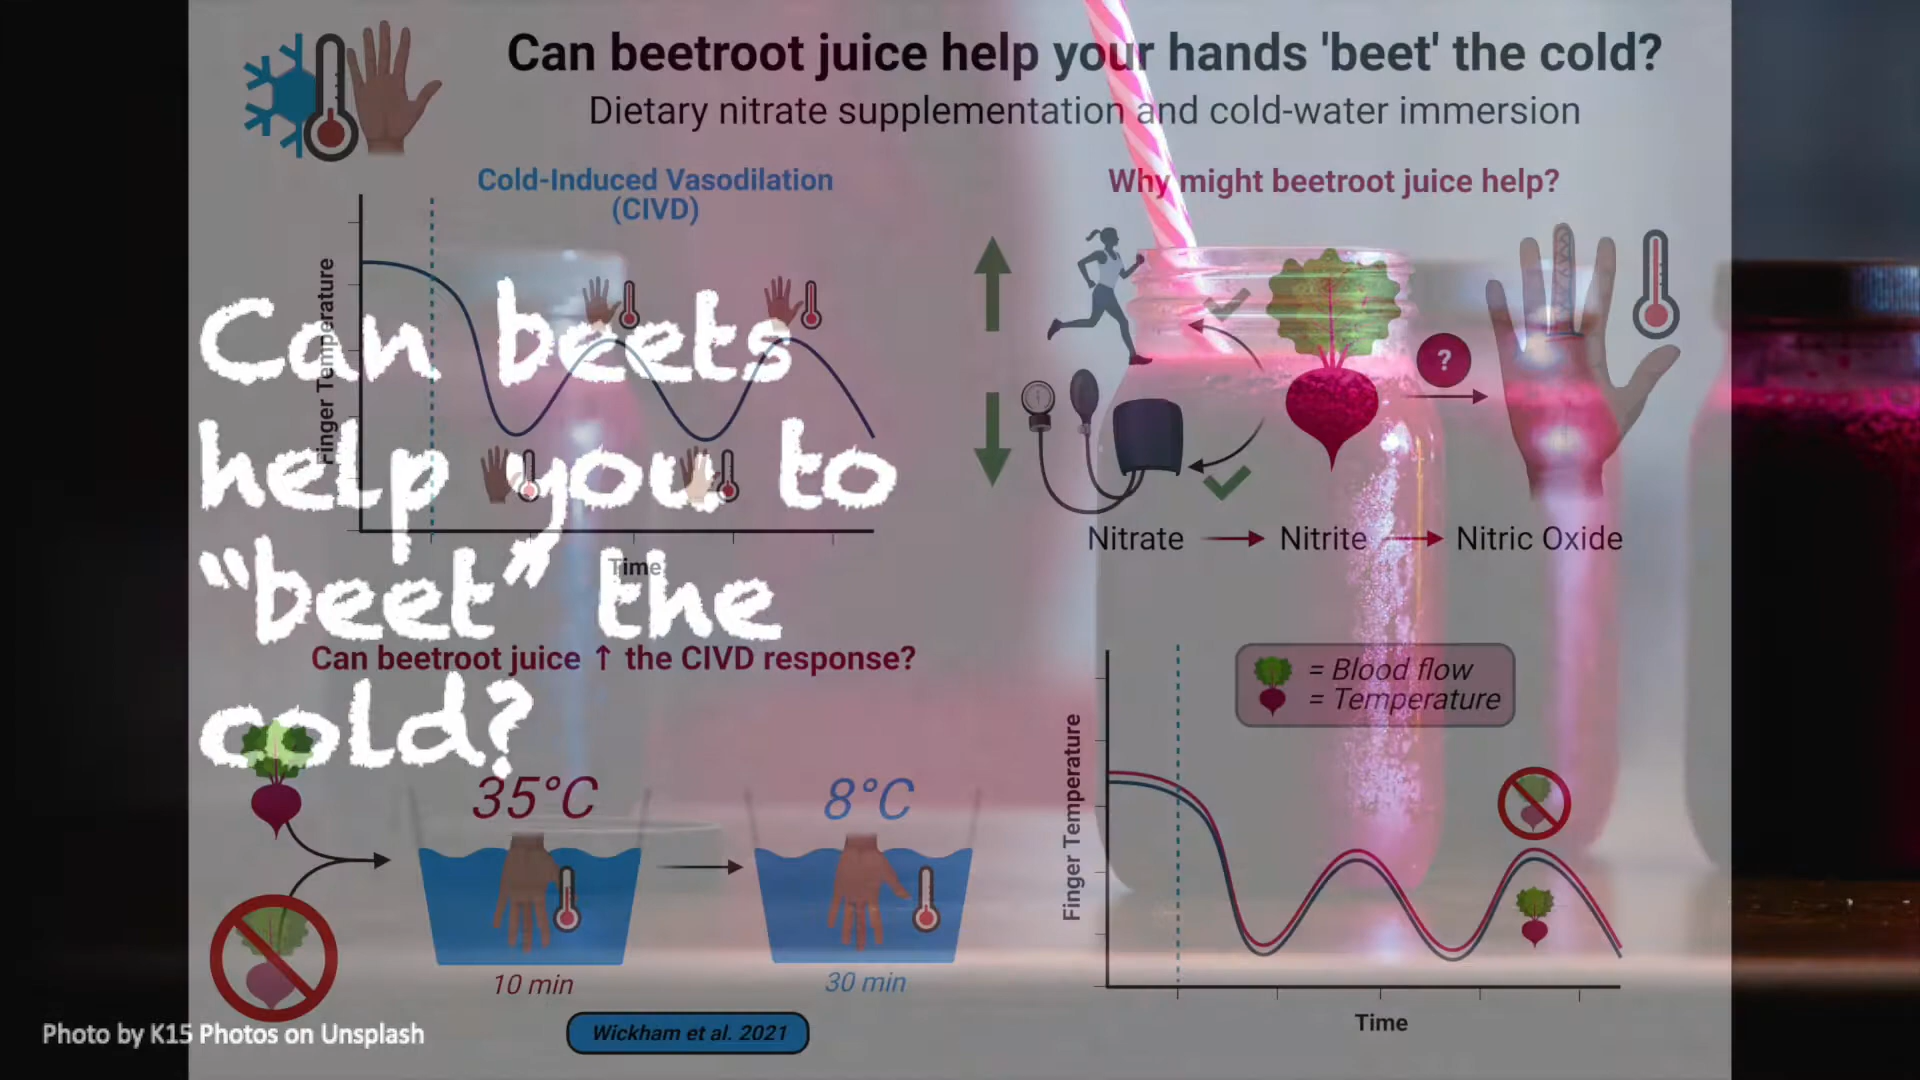 Can beetroot juice help your hands 'beet' the cold?
Dietary nitrate supplementation and cold-water immersion
Cold-Induced Vasodilation
(CIVD)
Finger Temperature
Time
Why might beetroot juice help?
?
Nitrate → Nitrite → Nitric Oxide
Can beets
help you to
“beet” the
cold?
Can beetroot juice ↑ the CIVD response?
35°C
8°C
10 min
30 min
= Blood flow
= Temperature
Finger Temperature
Time
Wickham et al. 2021
Photo by K15 Photos on Unsplash